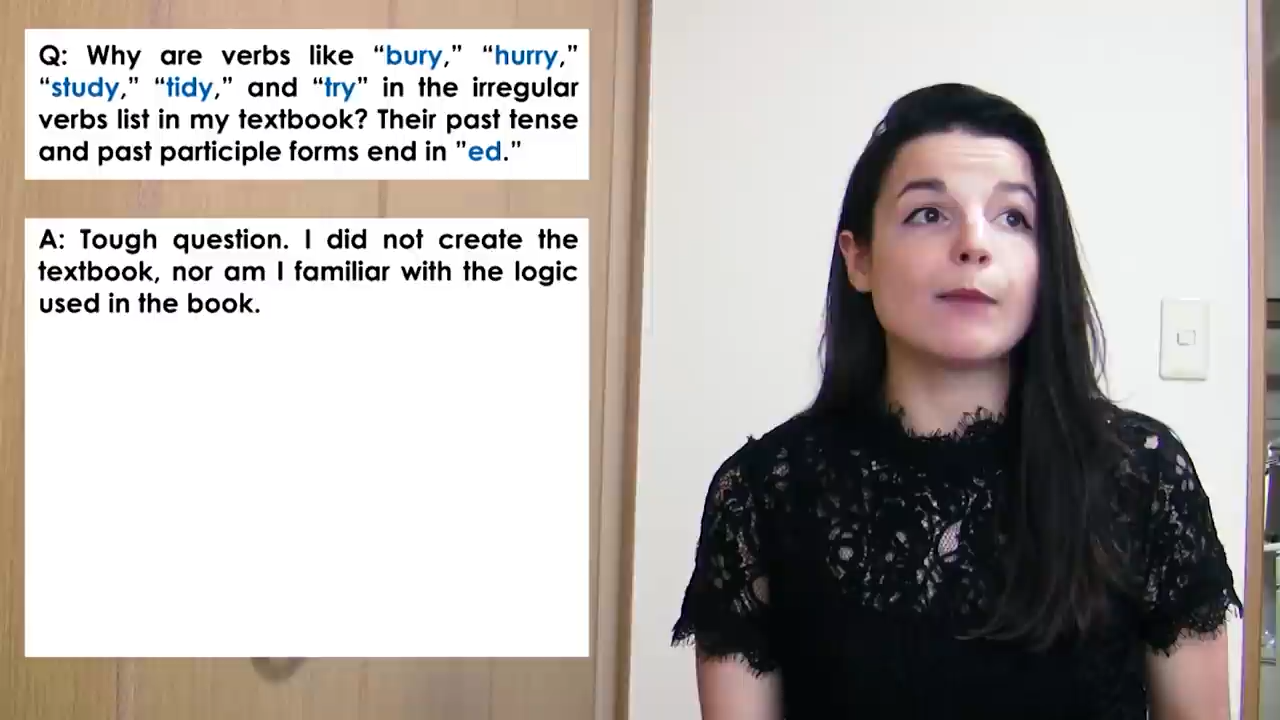 Q: Why are verbs like “bury,” “hurry,”
“study,” “tidy,” and “try” in the irregular
verbs list in my textbook? Their past tense
and past participle forms end in ”ed.”
A: Tough question. I did not create the
textbook, nor am I familiar with the logic
used in the book.